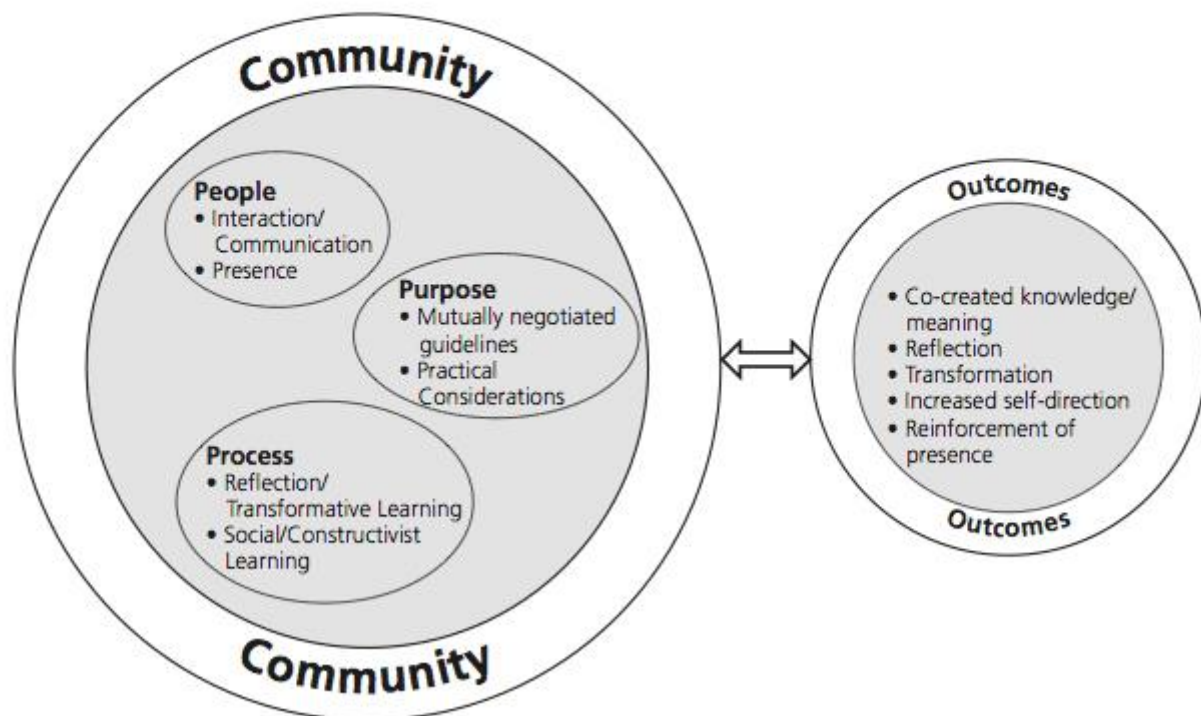 Community
People
• Interaction/
Communication
• Presence
Purpose
• Mutually negotiated
guidelines
• Practical
Considerations
Process
• Reflection/
Transformative Learning
• Social/Constructivist
Learning
Community
Outcomes
• Co-created knowledge/
meaning
• Reflection
• Transformation
• Increased self-direction
• Reinforcement of
presence
Outcomes